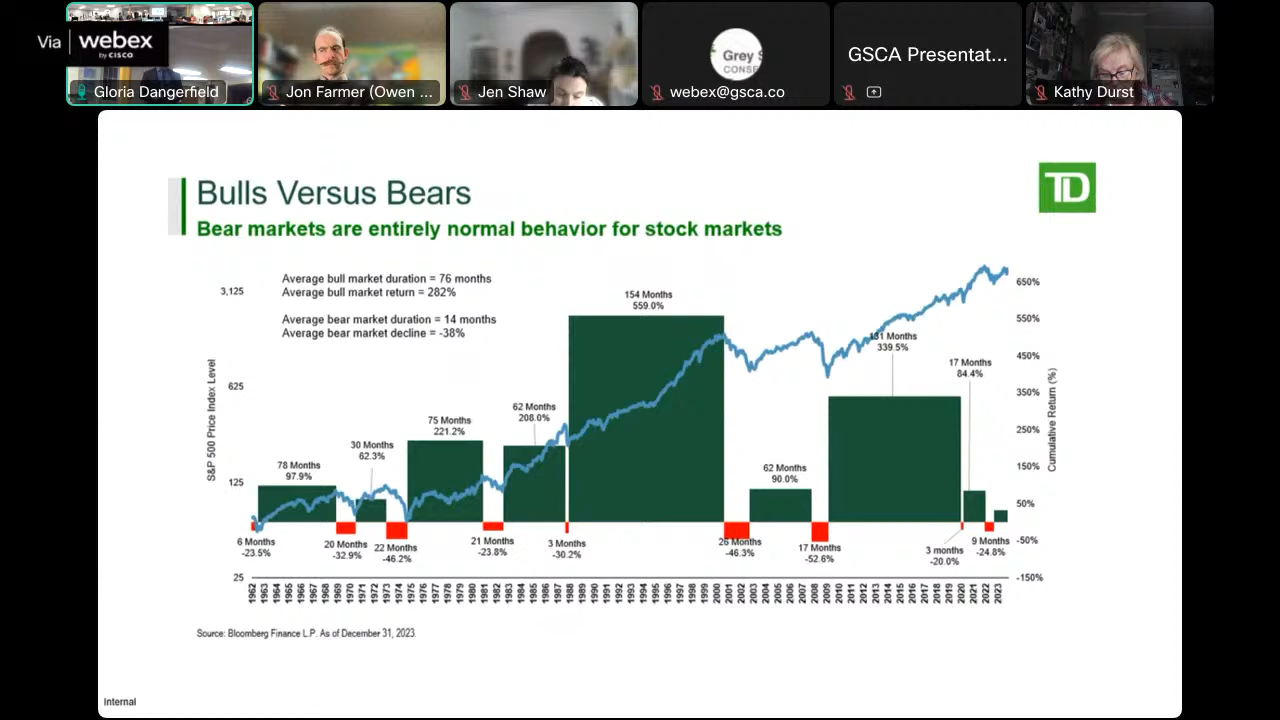 Via webex
by CISCO
Gloria Dangerfield
Jon Farmer (Owen ...
Jen Shaw
Grey S
CONSE
webex@gsca.co
GSCA Presentat...
Kathy Durst
Bulls Versus Bears
TD
Bear markets are entirely normal behavior for stock markets
Average bull market duration = 76 months
Average bull market return = 282%
Average bear market duration = 14 months
Average bear market decline = -38%
S&P 500 Price Index Level
3,125
625
125
25
Cumulative Return (%)
650%
550%
450%
350%
250%
150%
50%
-50%
-150%
6 Months
-23.5%
78 Months
97.9%
20 Months
-32.9%
30 Months
62.3%
22 Months
-46.2%
75 Months
221.2%
21 Months
-23.8%
62 Months
208.0%
3 Months
-30.2%
154 Months
559.0%
26 Months
-46.3%
62 Months
90.0%
17 Months
-52.6%
131 Months
339.5%
3 months
-20.0%
17 Months
84.4%
9 Months
-24.8%
1962 1963 1964 1965 1966 1967 1968 1969 1970 1971 1972 1973 1974 1975 1976 1977 1978 1979 1980 1981 1982 1983 1984 1985 1986 1987 1988 1989 1990 1991 1992 1993 1994 1995 1996 1997 1998 1999 2000 2001 2002 2003 2004 2005 2006 2007 2008 2009 2010 2011 2012 2013 2014 2015 2016 2017 2018 2019 2020 2021 2022 2023
Source: Bloomberg Finance L.P. As of December 31, 2023.
Internal